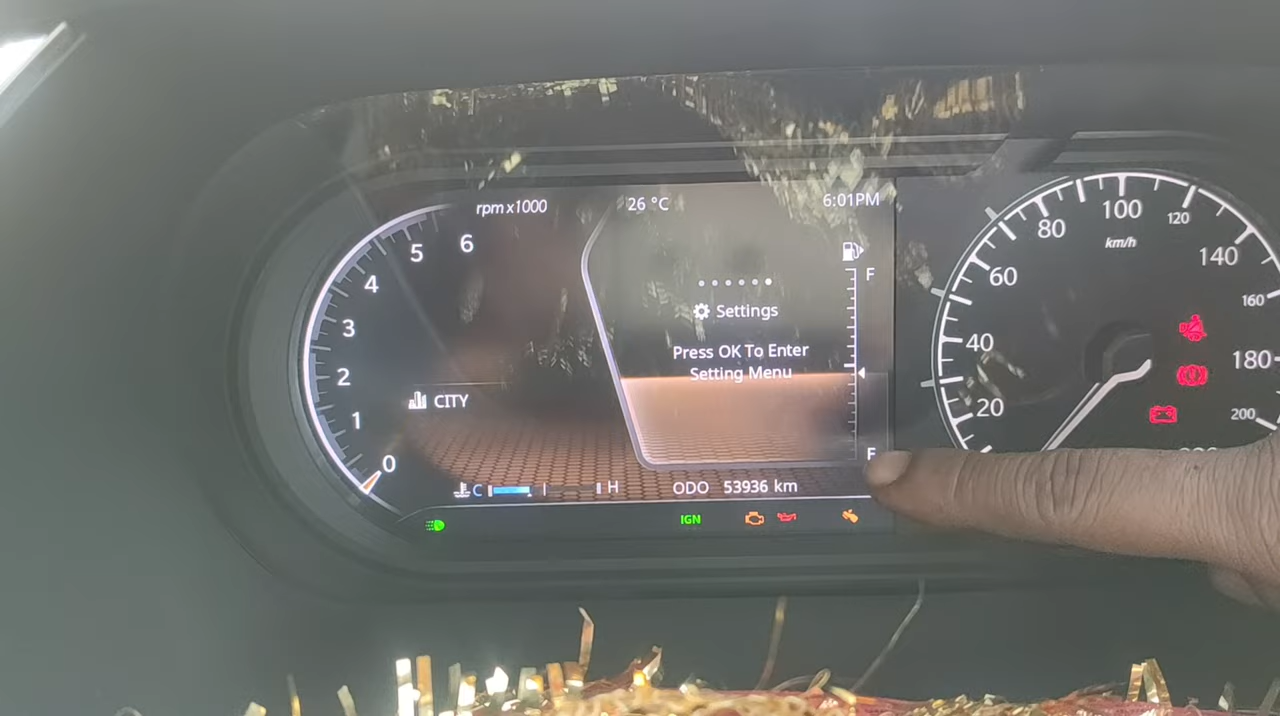 rpm x1000
26 °C
6:01PM
6
5
4
3
2
1
0
CITY
F
Settings
Press OK To Enter
Setting Menu
C
H
ODO 53936 km
IGN
20
40
60
80
100
120
140
160
180
200
km/h